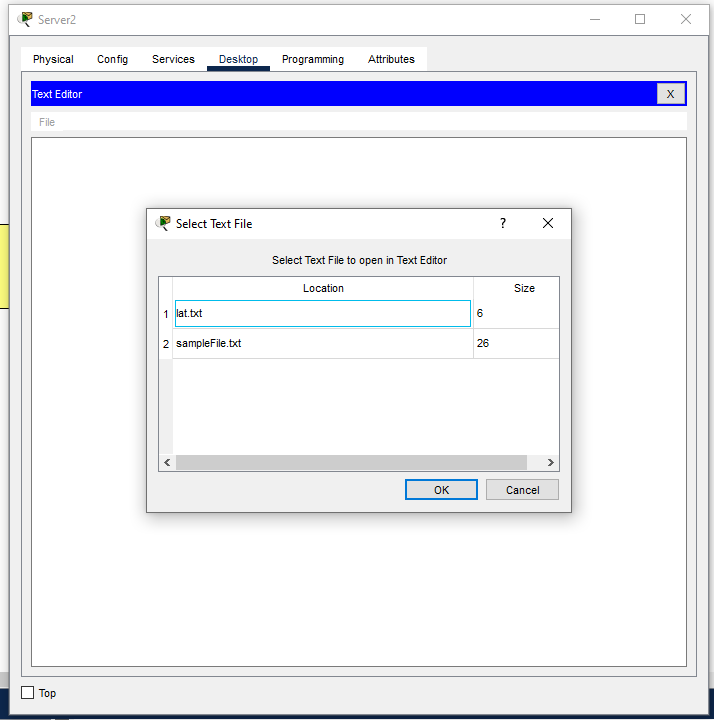 Server2
Physical Config Services Desktop Programming Attributes
Text Editor X
File
Select Text File ?
Select Text File to open in Text Editor
Location Size
1 lat.txt 6
2 sampleFile.txt 26
OK Cancel
Top